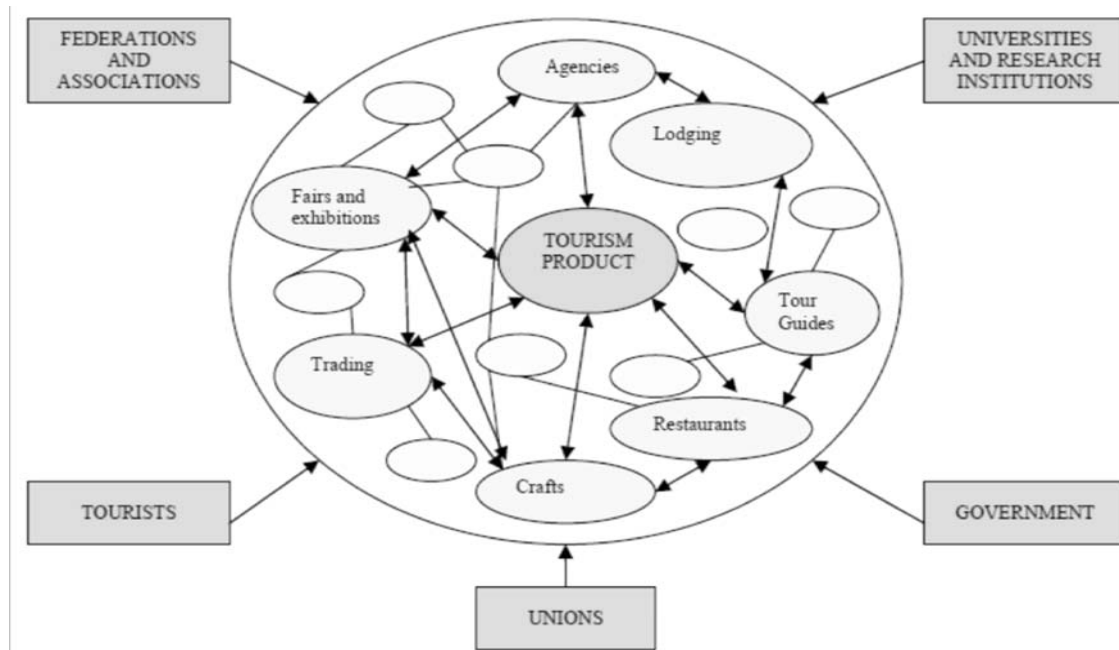 FEDERATIONS
AND
ASSOCIATIONS
UNIVERSITIES
AND RESEARCH
INSTITUTIONS
Agencies
Lodging
Fairs and
exhibitions
TOURISM
PRODUCT
Tour
Guides
Trading
Restaurants
Crafts
TOURISTS
GOVERNMENT
UNIONS